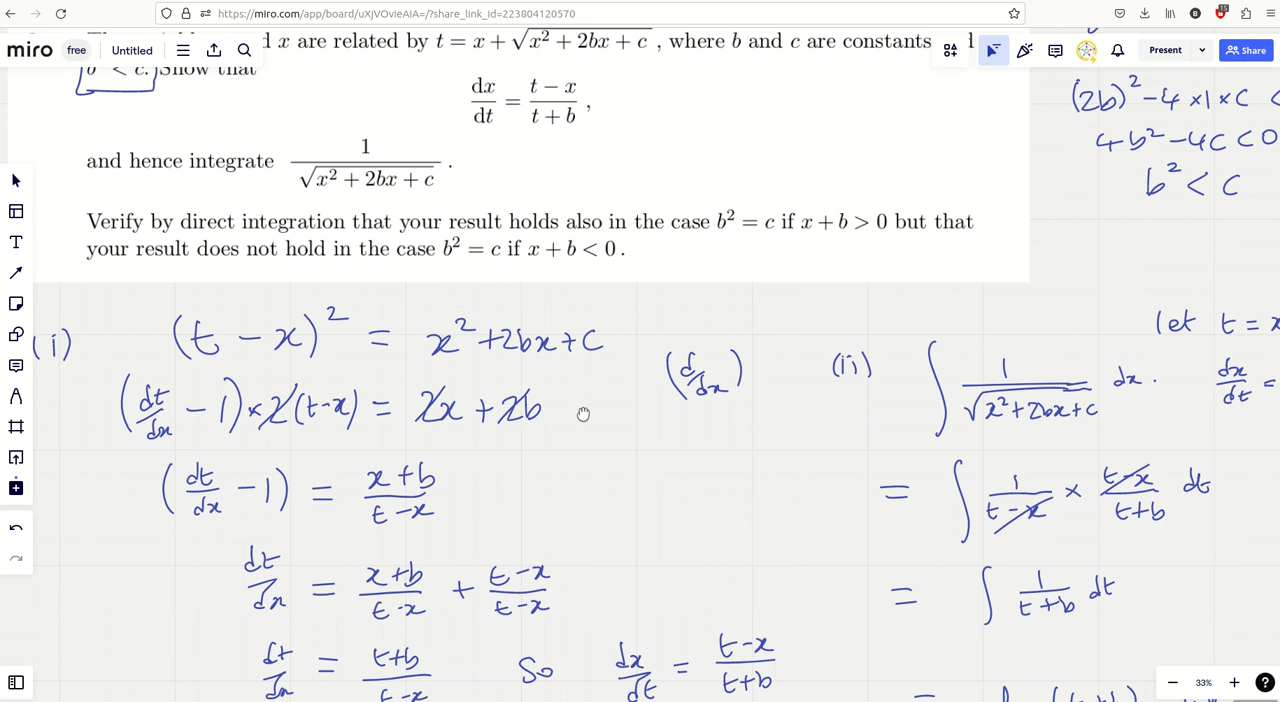 https://miro.com/app/board/uXJVOvieAIA=/?share_link_id=223804120570
15
miro free Untitled
Present
Share
d x are related by t = x + √(x² + 2bx + c) , where b and c are constants
b² < c. Show that
dx/dt = (t − x)/(t + b) ,
and hence integrate 1/√(x² + 2bx + c) .
Verify by direct integration that your result holds also in the case b² = c if x + b > 0 but that
your result does not hold in the case b² = c if x + b < 0 .
(2b)² − 4 × 1 × c <
4b² − 4c < 0
b² < c
(i) (t − x)² = x² + 2bx + c
(dt/dx − 1) × 2(t − x) = 2x + 2b (d/dx)
(dt/dx − 1) = (x + b)/(t − x)
dt/dx = (x + b)/(t − x) + (t − x)/(t − x)
dt/dx = (t + b)/(t − x) So dx/dt = (t − x)/(t + b)
(ii) ∫ 1/√(x² + 2bx + c) dx .
let t = x
dx/dt =
= ∫ 1/(t − x) × (t − x)/(t + b) dt
= ∫ 1/(t + b) dt
33%